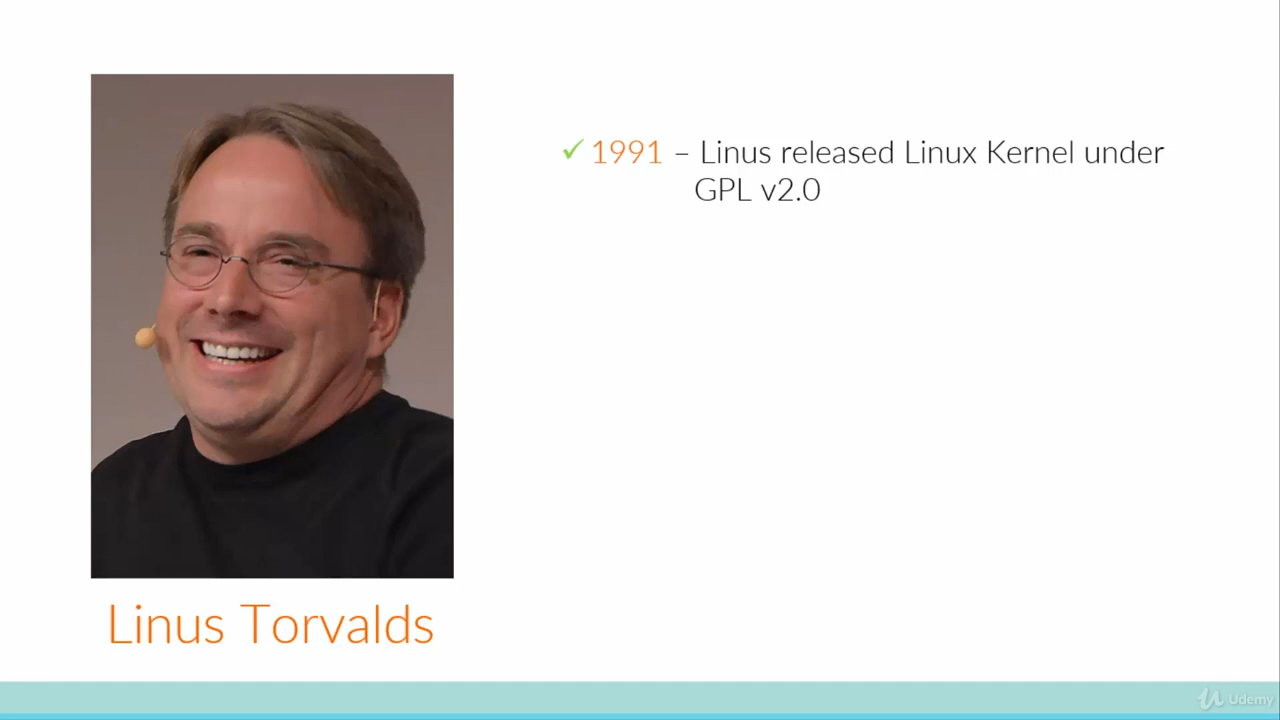 ✓ 1991 – Linus released Linux Kernel under
GPL v2.0
Linus Torvalds
Udemy